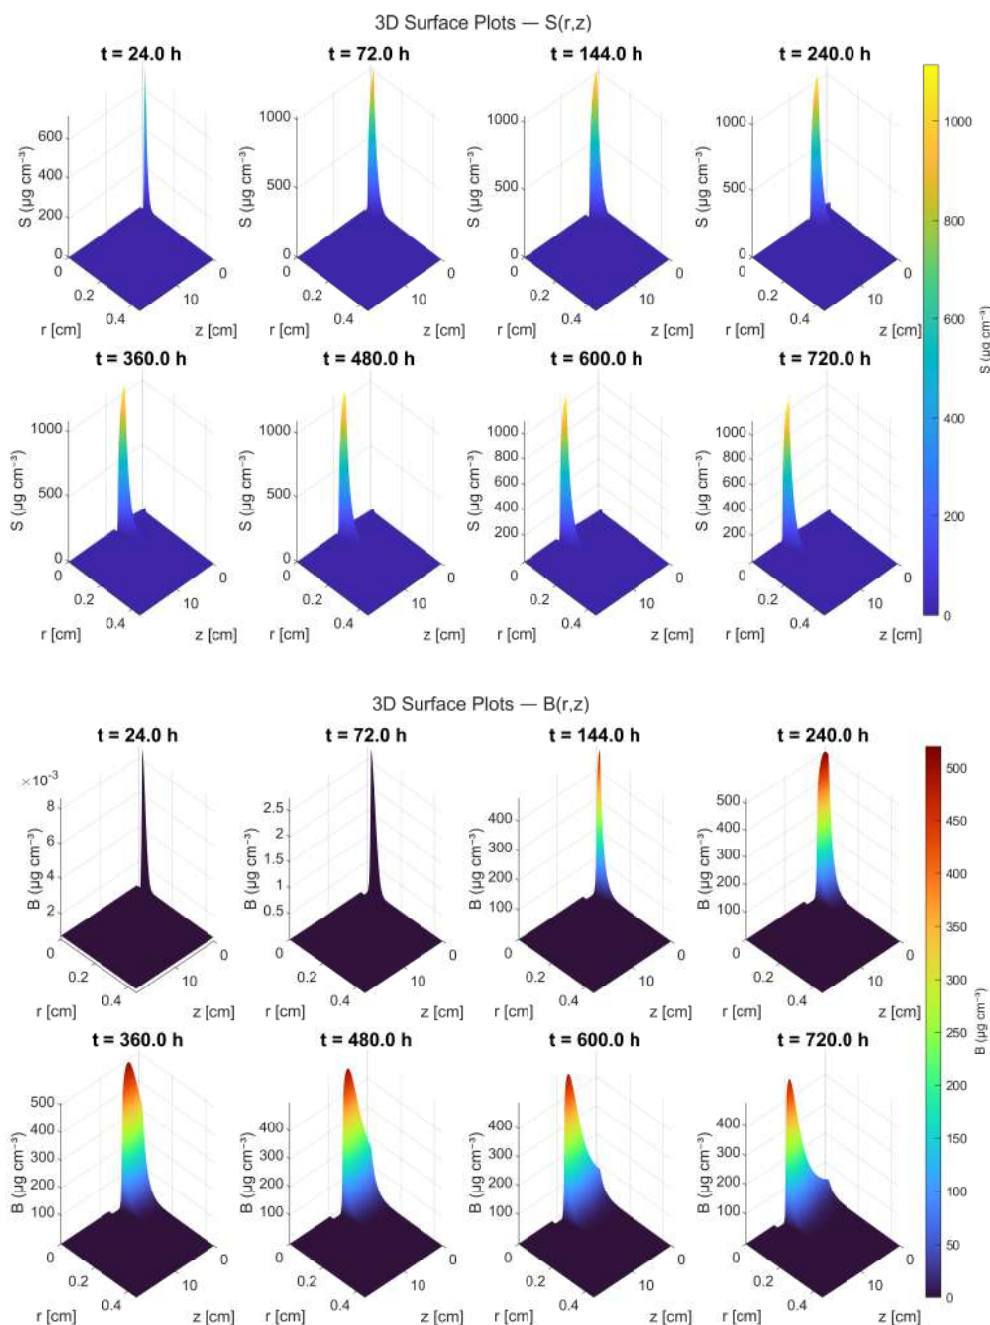 3D Surface Plots — S(r,z)
t = 24.0 h
t = 72.0 h
t = 144.0 h
t = 240.0 h
S (µg cm⁻³)
600
400
200
0
0
0.2
0.4
r [cm]
0
10
z [cm]
S (µg cm⁻³)
1000
500
0
0
0.2
0.4
r [cm]
0
10
z [cm]
S (µg cm⁻³)
1000
500
0
0
0.2
0.4
r [cm]
0
10
z [cm]
S (µg cm⁻³)
1000
500
0
0
0.2
0.4
r [cm]
0
10
z [cm]
1000
800
600
400
200
0
S (µg cm⁻³)
t = 360.0 h
t = 480.0 h
t = 600.0 h
t = 720.0 h
S (µg cm⁻³)
1000
500
0
0
0.2
0.4
r [cm]
0
10
z [cm]
S (µg cm⁻³)
1000
500
0
0
0.2
0.4
r [cm]
0
10
z [cm]
S (µg cm⁻³)
1000
800
600
400
200
0
0.2
0.4
r [cm]
0
10
z [cm]
S (µg cm⁻³)
1000
800
600
400
200
0
0.2
0.4
r [cm]
0
10
z [cm]
3D Surface Plots — B(r,z)
t = 24.0 h
t = 72.0 h
t = 144.0 h
t = 240.0 h
×10⁻³
B (µg cm⁻³)
8
6
4
2
0
0.2
0.4
r [cm]
0
10
z [cm]
B (µg cm⁻³)
2.5
2
1.5
1
0.5
0
0.2
0.4
r [cm]
0
10
z [cm]
B (µg cm⁻³)
400
300
200
100
0
0.2
0.4
r [cm]
0
10
z [cm]
B (µg cm⁻³)
500
400
300
200
100
0
0.2
0.4
r [cm]
0
10
z [cm]
500
450
400
350
300
250
200
150
100
50
0
B (µg cm⁻³)
t = 360.0 h
t = 480.0 h
t = 600.0 h
t = 720.0 h
B (µg cm⁻³)
500
400
300
200
100
0
0.2
0.4
r [cm]
0
10
z [cm]
B (µg cm⁻³)
400
300
200
100
0
0.2
0.4
r [cm]
0
10
z [cm]
B (µg cm⁻³)
400
300
200
100
0
0.2
0.4
r [cm]
0
10
z [cm]
B (µg cm⁻³)
400
300
200
100
0
0.2
0.4
r [cm]
0
10
z [cm]